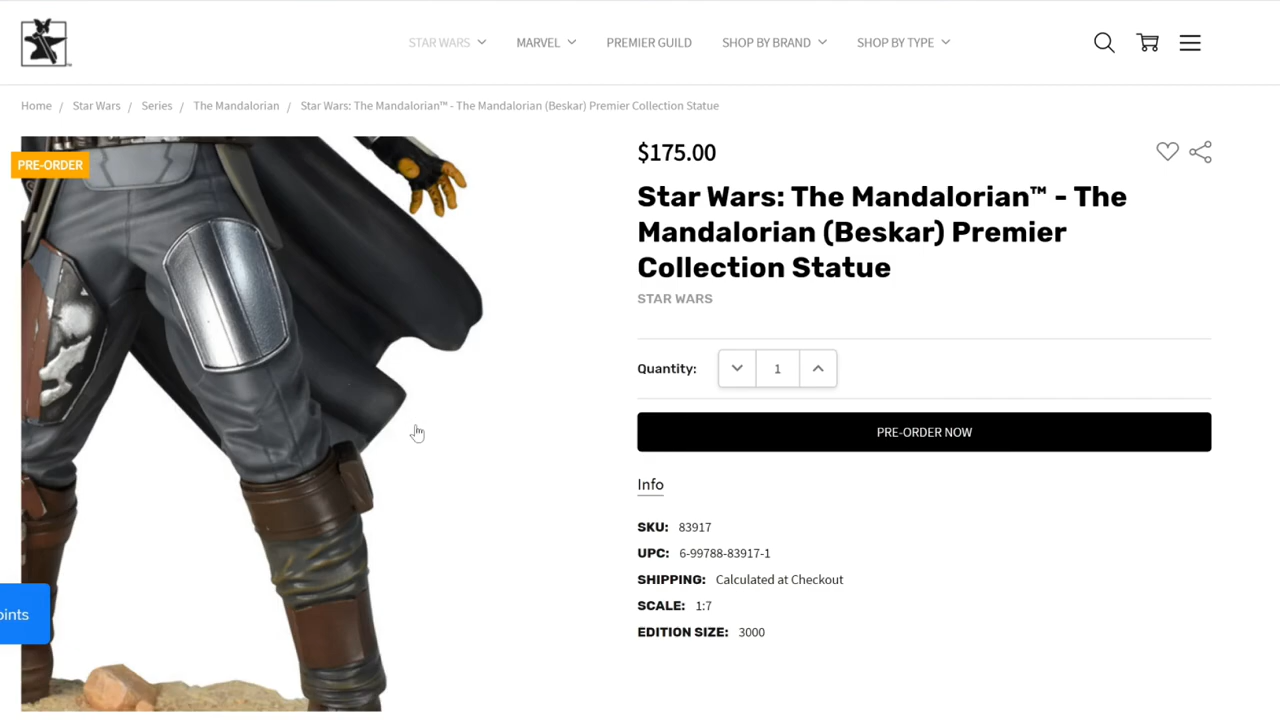 STAR WARS MARVEL PREMIER GUILD SHOP BY BRAND SHOP BY TYPE
Home / Star Wars / Series / The Mandalorian / Star Wars: The Mandalorian™ - The Mandalorian (Beskar) Premier Collection Statue
PRE-ORDER
$175.00
Star Wars: The Mandalorian™ - The
Mandalorian (Beskar) Premier
Collection Statue
STAR WARS
Quantity: 1
PRE-ORDER NOW
Info
SKU: 83917
UPC: 6-99788-83917-1
SHIPPING: Calculated at Checkout
SCALE: 1:7
EDITION SIZE: 3000
oints